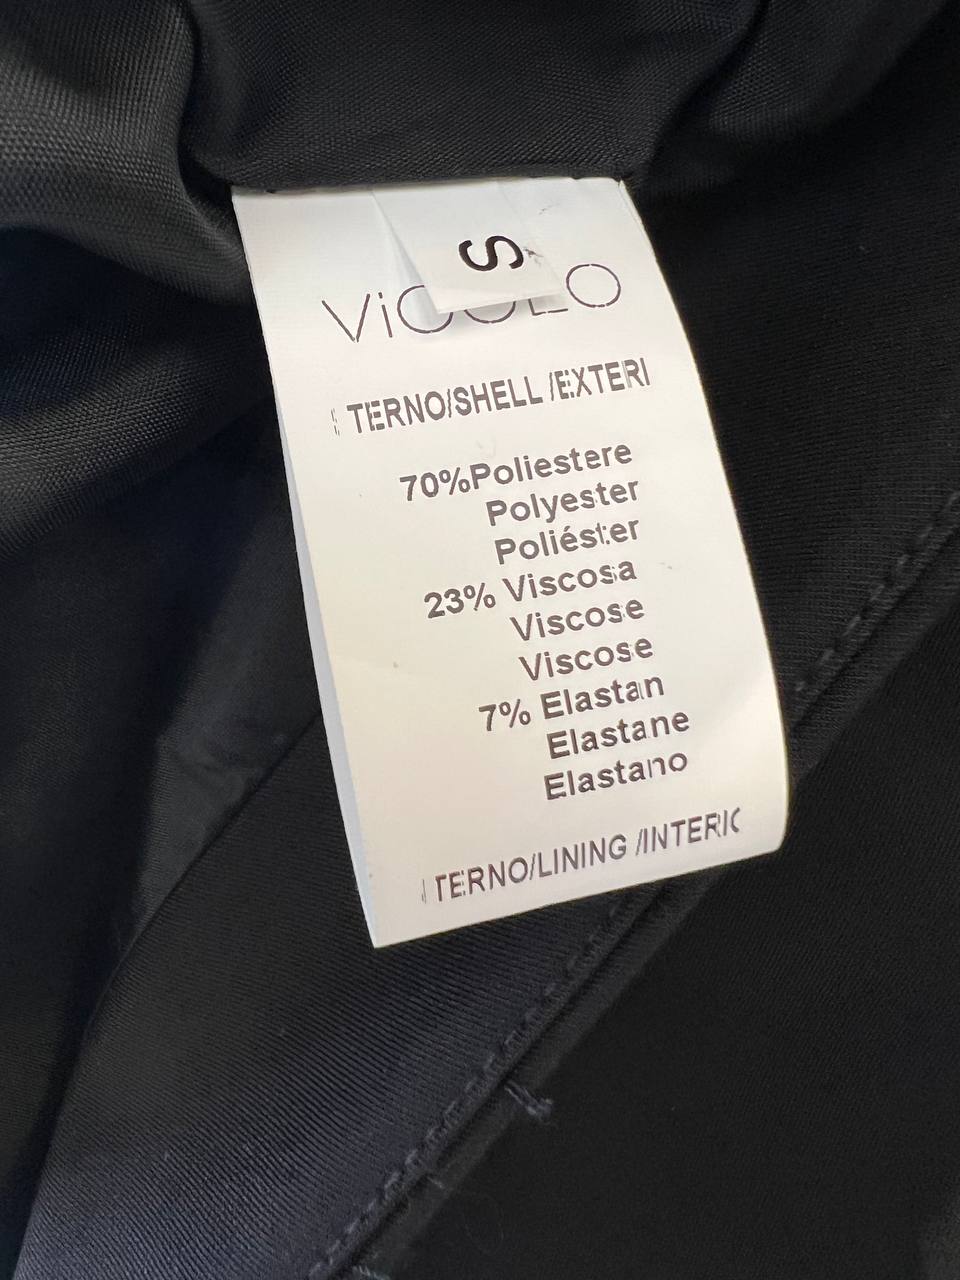 S
ViCOLO
TERNO/SHELL /EXTERI
70%Poliestere
Polyester
Poliéster
23% Viscosa
Viscose
Viscose
7% Elastan
Elastane
Elastano
TERNO/LINING /INTERIC